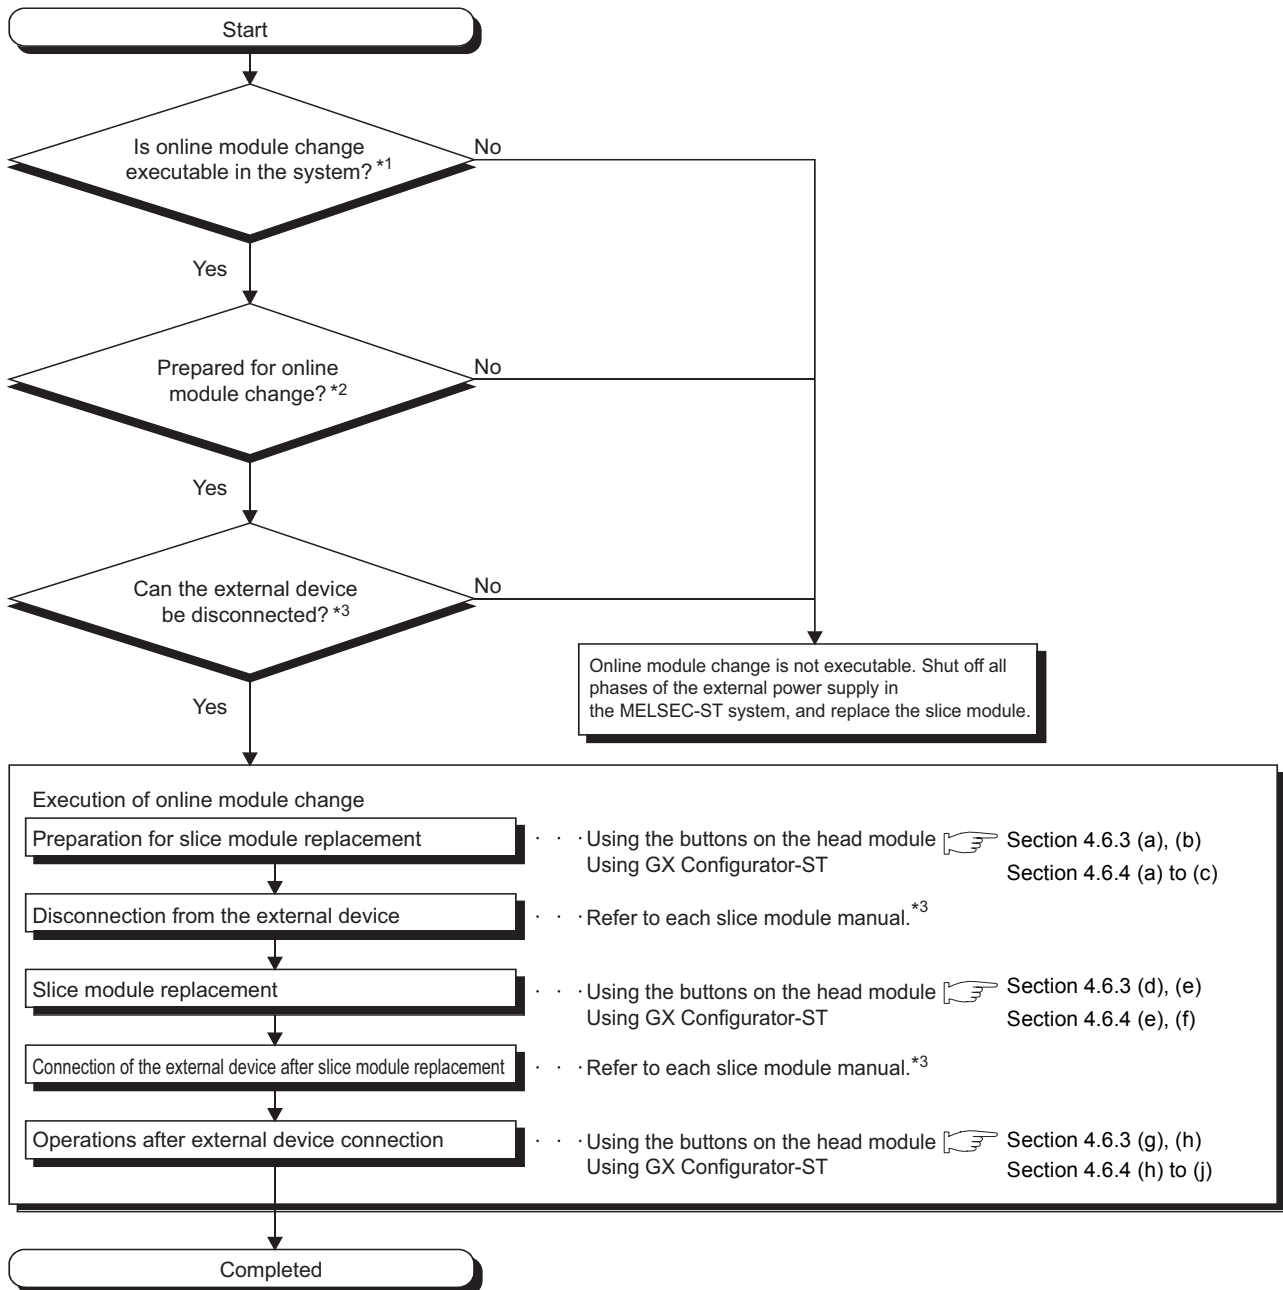 Start
Is online module change
executable in the system? *1
No
Yes
Prepared for online
module change? *2
No
Yes
Can the external device
be disconnected? *3
No
Yes
Online module change is not executable. Shut off all
phases of the external power supply in
the MELSEC-ST system, and replace the slice module.
Execution of online module change
Preparation for slice module replacement
· · · Using the buttons on the head module Section 4.6.3 (a), (b)
Using GX Configurator-ST Section 4.6.4 (a) to (c)
Disconnection from the external device
· · · Refer to each slice module manual.*3
Slice module replacement
· · · Using the buttons on the head module Section 4.6.3 (d), (e)
Using GX Configurator-ST Section 4.6.4 (e), (f)
Connection of the external device after slice module replacement
· · · Refer to each slice module manual.*3
Operations after external device connection
· · · Using the buttons on the head module Section 4.6.3 (g), (h)
Using GX Configurator-ST Section 4.6.4 (h) to (j)
Completed